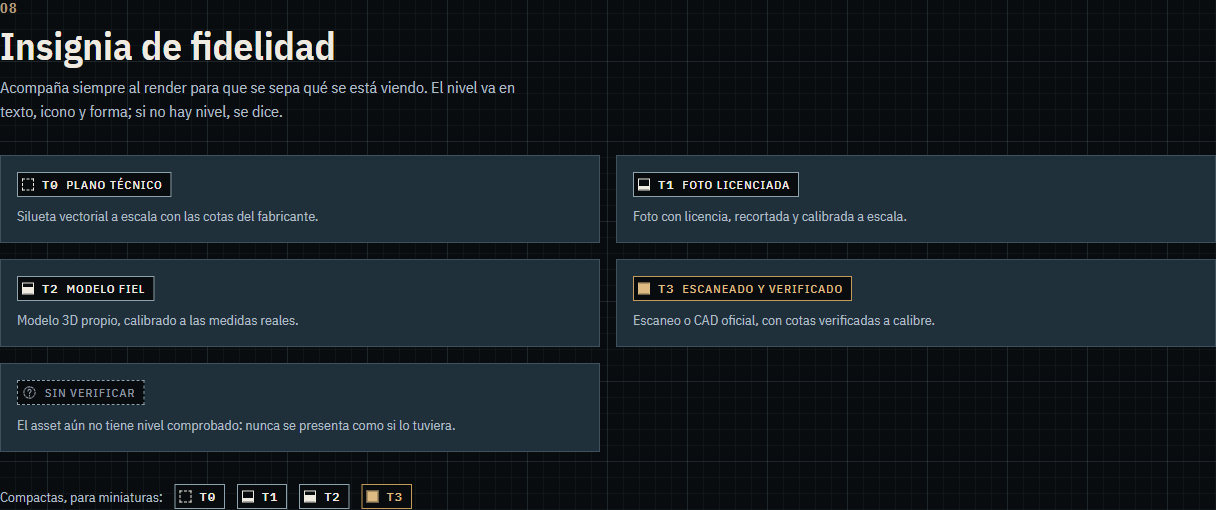 08
Insignia de fidelidad
Acompaña siempre al render para que se sepa qué se está viendo. El nivel va en
texto, icono y forma; si no hay nivel, se dice.
T0 PLANO TÉCNICO
Silueta vectorial a escala con las cotas del fabricante.
T1 FOTO LICENCIADA
Foto con licencia, recortada y calibrada a escala.
T2 MODELO FIEL
Modelo 3D propio, calibrado a las medidas reales.
T3 ESCANEADO Y VERIFICADO
Escaneo o CAD oficial, con cotas verificadas a calibre.
? SIN VERIFICAR
El asset aún no tiene nivel comprobado: nunca se presenta como si lo tuviera.
Compactas, para miniaturas: T0 T1 T2 T3